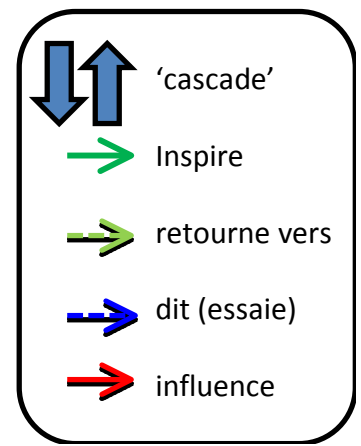 ‘cascade’
Inspire
retourne vers
dit (essaie)
influence